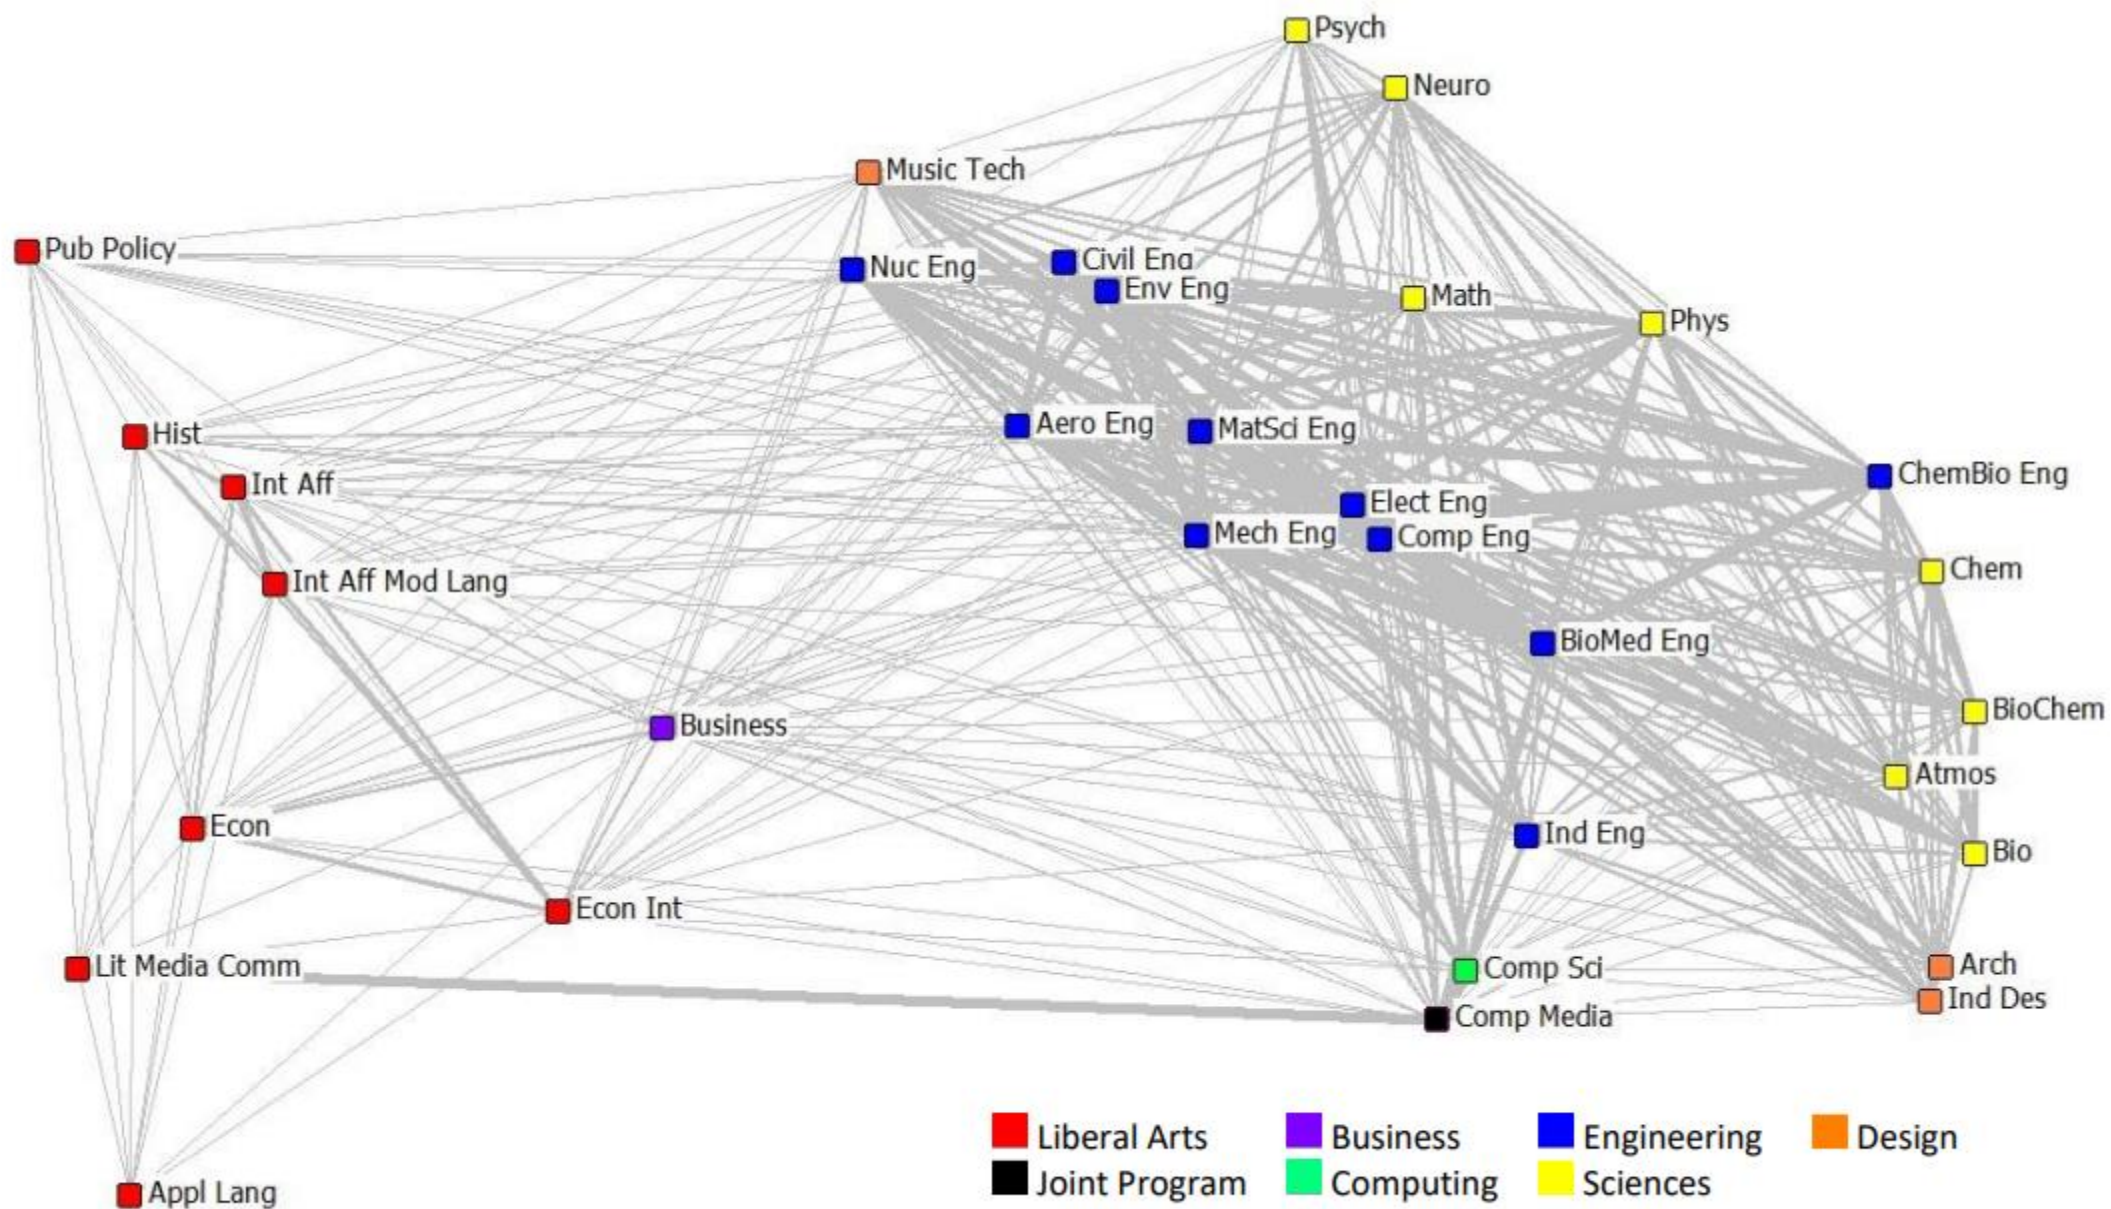 Psych
Neuro
Music Tech
Pub Policy
Nuc Eng
Civil Eng
Env Eng
Math
Phys
Hist
Aero Eng
MatSci Eng
Int Aff
ChemBio Eng
Elect Eng
Mech Eng
Comp Eng
Int Aff Mod Lang
Chem
BioMed Eng
Business
BioChem
Atmos
Econ
Ind Eng
Bio
Econ Int
Lit Media Comm
Comp Sci
Arch
Ind Des
Comp Media
Appl Lang
Liberal Arts
Business
Engineering
Design
Joint Program
Computing
Sciences